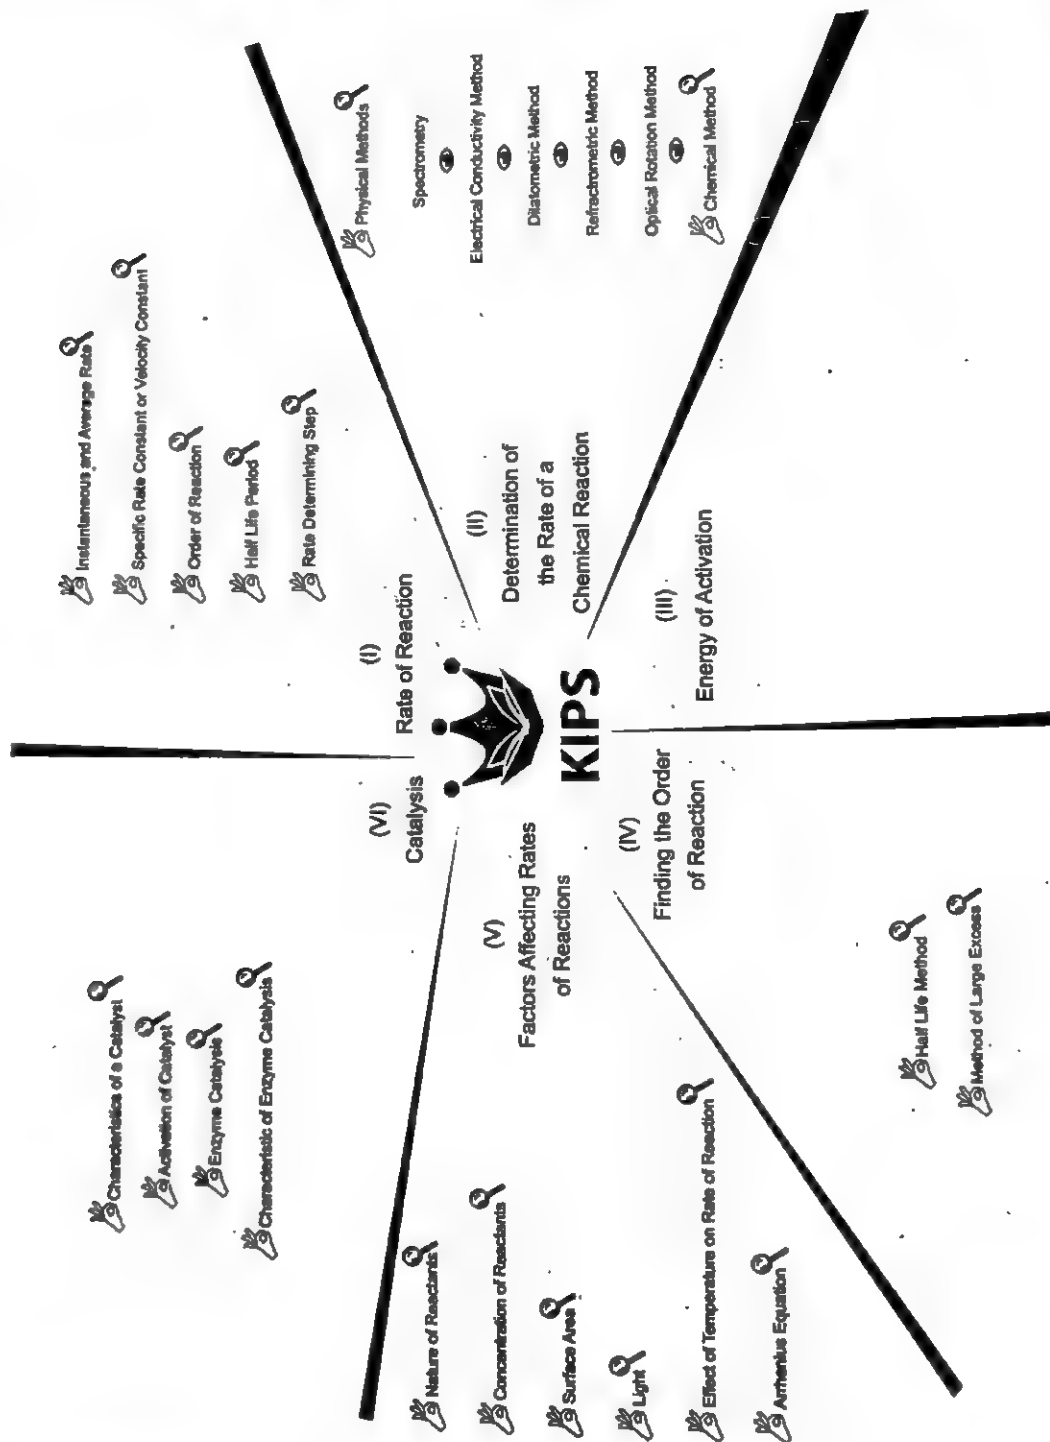 (I)
Rate of Reaction
Instantaneous and Average Rate
Specific Rate Constant or Velocity Constant
Order of Reaction
Half Life Period
Rate Determining Step
(II)
Determination of
the Rate of a
Chemical Reaction
Physical Methods
Spectrometry
Electrical Conductivity Method
Dilatometric Method
Refractrometric Method
Optical Rotation Method
Chemical Method
(III)
Energy of Activation
(IV)
Finding the Order
of Reaction
Half Life Method
Method of Large Excess
(V)
Factors Affecting Rates
of Reactions
Nature of Reactants
Concentration of Reactants
Surface Area
Light
Effect of Temperature on Rate of Reaction
Arrhenius Equation
(VI)
Catalysis
Characteristics of a Catalyst
Activation of Catalyst
Enzyme Catalysis
Characteristic of Enzyme Catalysis
KIPS